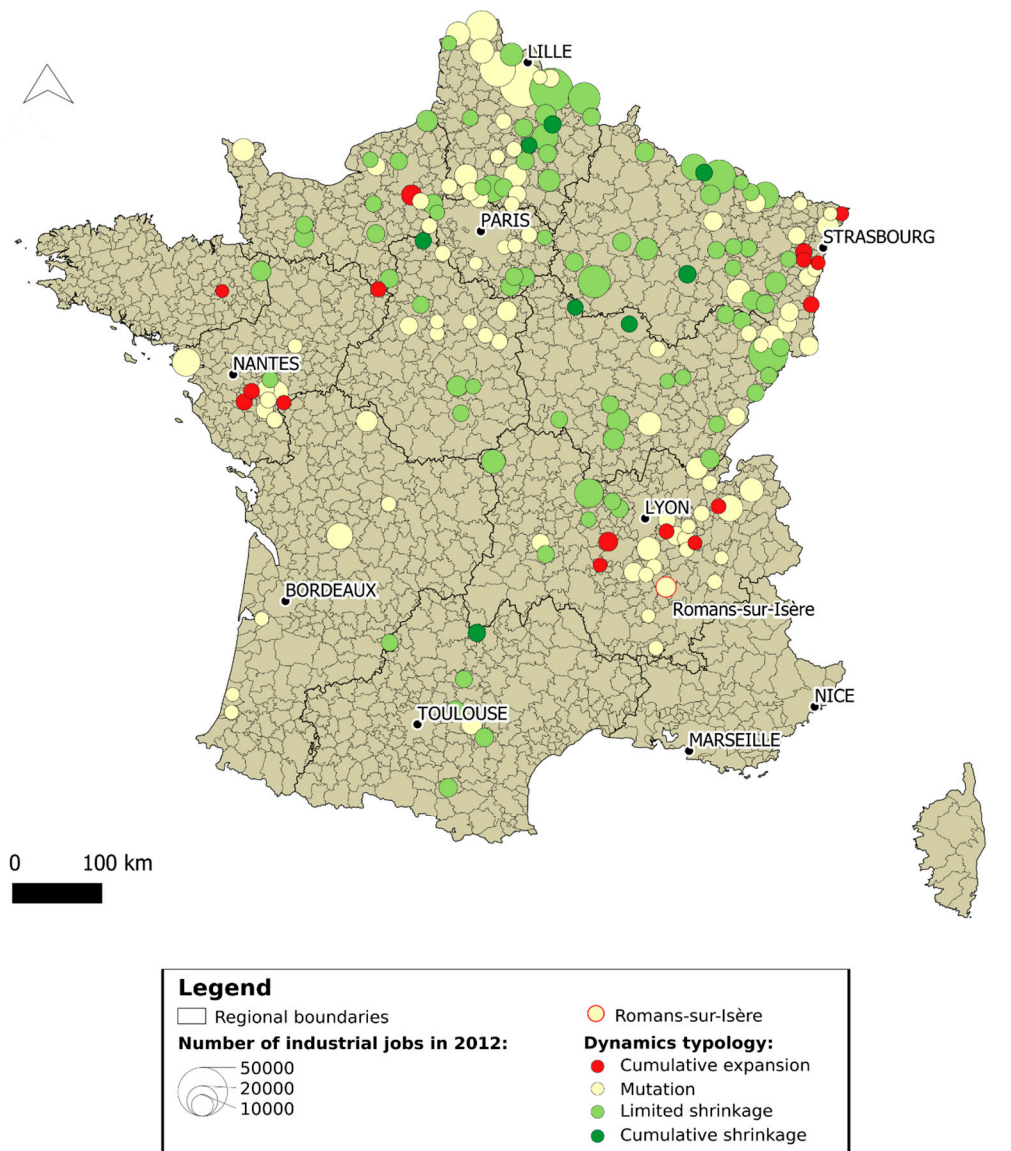 LILLE
PARIS
STRASBOURG
NANTES
LYON
Romans-sur-Isère
BORDEAUX
TOULOUSE
NICE
MARSEILLE
0 100 km
Legend
Regional boundaries
Number of industrial jobs in 2012:
50000
20000
10000
Romans-sur-Isère
Dynamics typology:
Cumulative expansion
Mutation
Limited shrinkage
Cumulative shrinkage